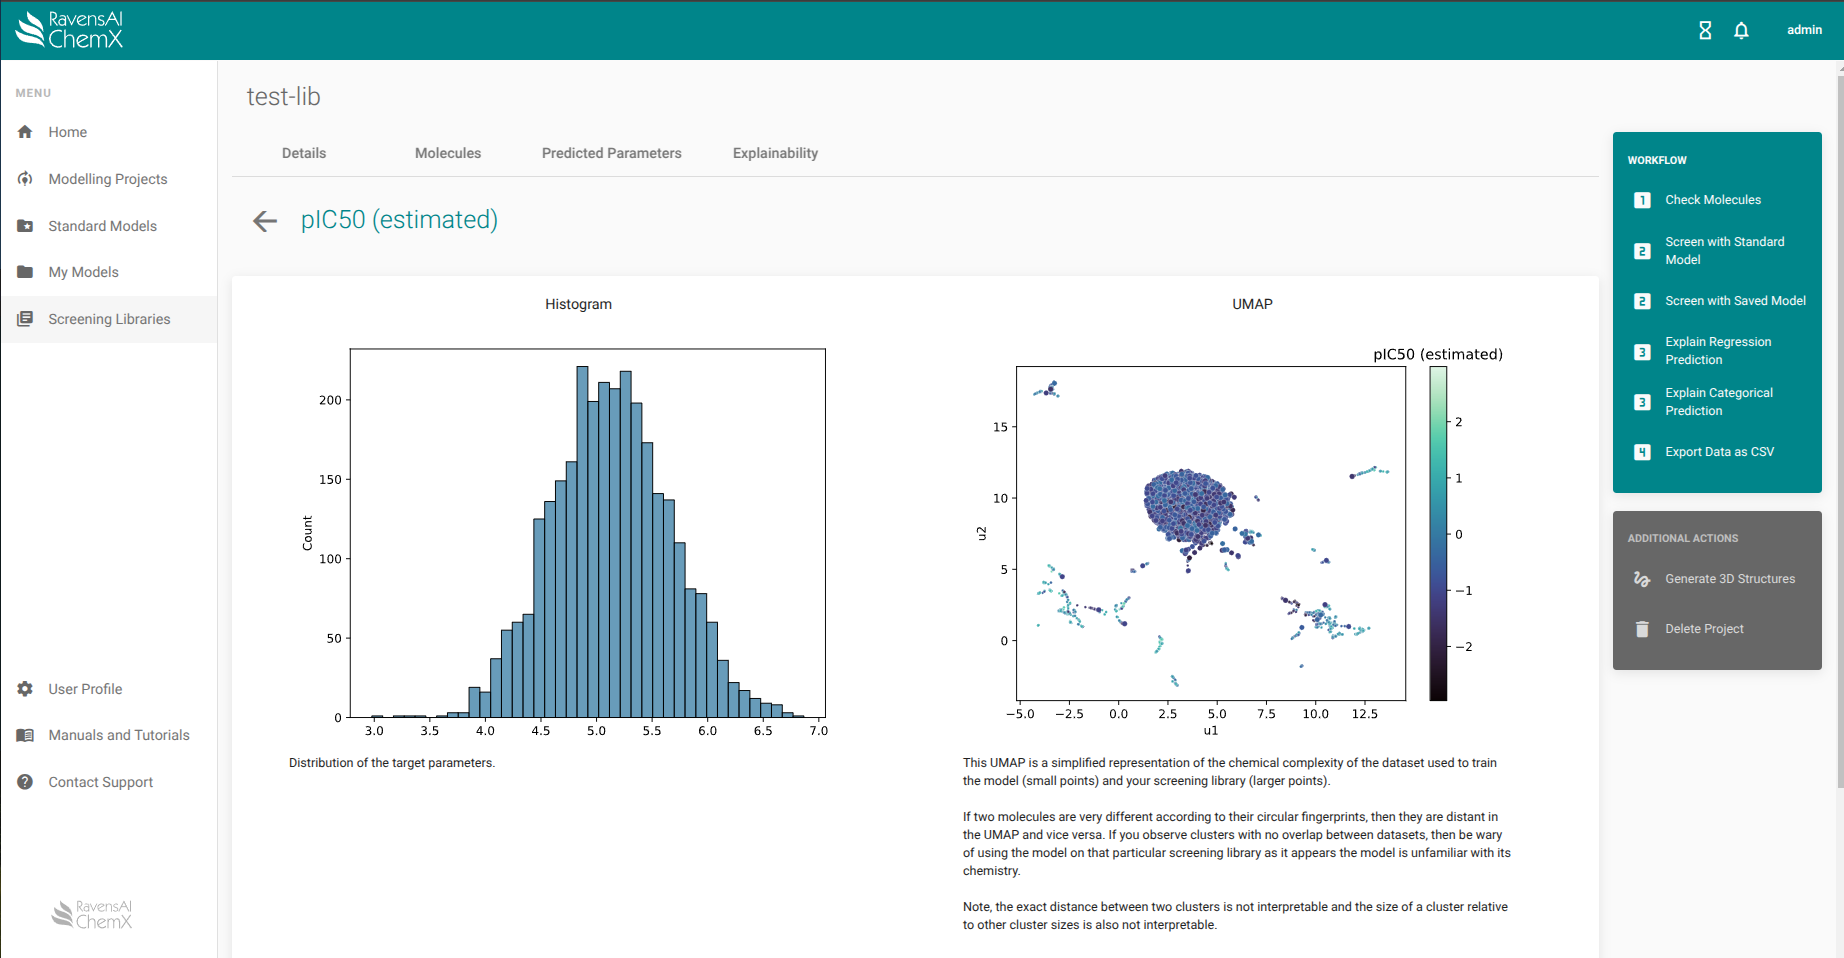 RavensAI
ChemX
admin
MENU
Home
Modelling Projects
Standard Models
My Models
Screening Libraries
User Profile
Manuals and Tutorials
Contact Support
RavensAI
ChemX
test-lib
Details
Molecules
Predicted Parameters
Explainability
pIC50 (estimated)
Histogram
200
150
100
50
0
Count
3.0
3.5
4.0
4.5
5.0
5.5
6.0
6.5
7.0
Distribution of the target parameters.
UMAP
pIC50 (estimated)
15
10
5
0
u2
−5.0
−2.5
0.0
2.5
5.0
7.5
10.0
12.5
u1
2
1
0
−1
−2
This UMAP is a simplified representation of the chemical complexity of the dataset used to train
the model (small points) and your screening library (larger points).
If two molecules are very different according to their circular fingerprints, then they are distant in
the UMAP and vice versa. If you observe clusters with no overlap between datasets, then be wary
of using the model on that particular screening library as it appears the model is unfamiliar with its
chemistry.
Note, the exact distance between two clusters is not interpretable and the size of a cluster relative
to other cluster sizes is also not interpretable.
WORKFLOW
1 Check Molecules
2 Screen with Standard
Model
2 Screen with Saved Model
3 Explain Regression
Prediction
3 Explain Categorical
Prediction
4 Export Data as CSV
ADDITIONAL ACTIONS
Generate 3D Structures
Delete Project